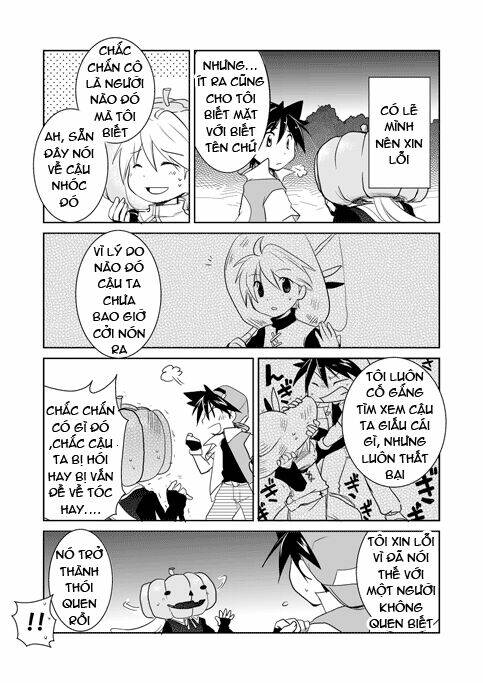 CÓ LẼ
MÌNH
NÊN XIN
LỖI
NHƯNG...
ÍT RA CŨNG
CHO TÔI
BIẾT MẶT
VỚI BIẾT
TÊN CHỨ
CHẮC
CHẮN CÔ
LÀ NGƯỜI
NÀO ĐÓ
MÀ TÔI
BIẾT
AH, SẴN
ĐÂY NÓI
VỀ CẬU
NHÓC
ĐÓ
VÌ LÝ DO
NÀO ĐÓ
CẬU TA
CHƯA
BAO GIỜ
CỞI NÓN
RA
TÔI LUÔN
CỐ GẮNG
TÌM XEM CẬU
TA GIẤU CÁI
GÌ, NHƯNG
LUÔN THẤT
BẠI
CHẮC CHẮN
CÓ GÌ ĐÓ
,CHẮC CẬU
TA BỊ HÓI
HAY BỊ VẤN
ĐỀ VỀ TÓC
HAY....
TÔI XIN LỖI
VÌ ĐÃ NÓI
THẾ VỚI
MỘT NGƯỜI
KHÔNG
QUEN BIẾT
NÓ TRỞ
THÀNH
THÓI
QUEN
RỒI
!!